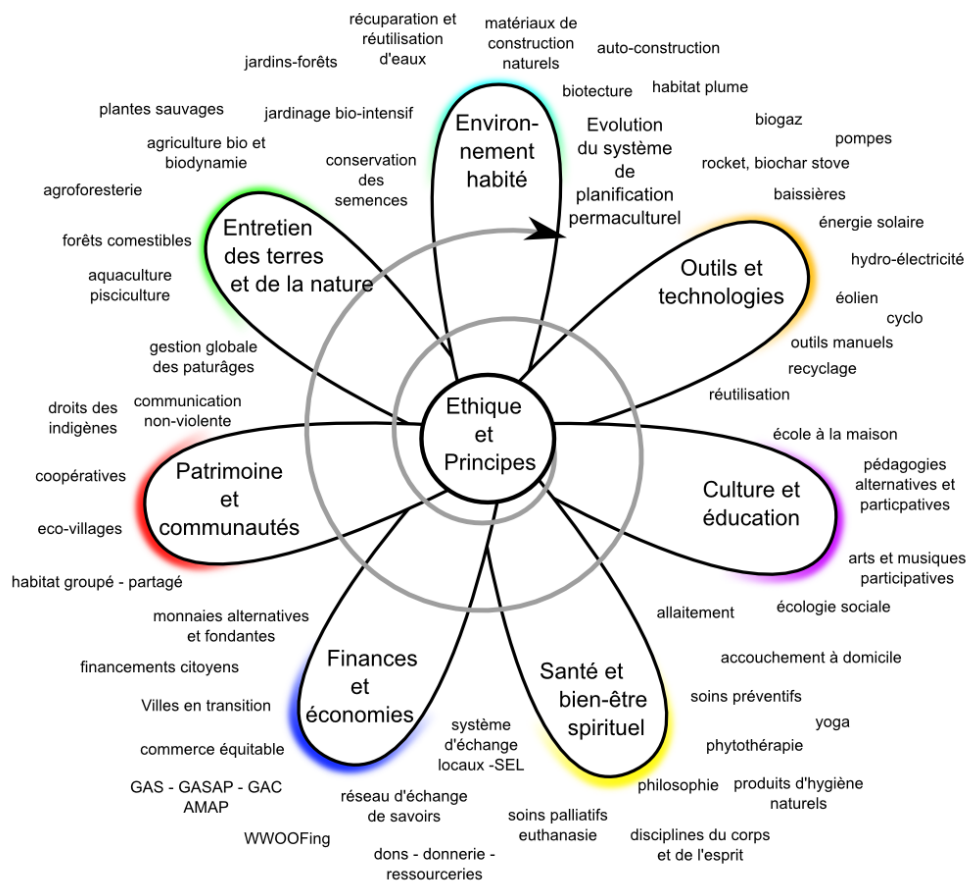 Ethique
et
Principes
Environ-
nement
habité
récuparation et
réutilisation
d'eaux
matériaux de
construction
naturels
auto-construction
biotecture
habitat plume
Evolution
du système
de
planification
permaculturel
Outils et
technologies
biogaz
pompes
rocket, biochar stove
baissières
énergie solaire
hydro-électricité
éolien
cyclo
outils manuels
recyclage
réutilisation
Culture et
éducation
école à la maison
pédagogies
alternatives et
particpatives
arts et musiques
participatives
écologie sociale
Santé et
bien-être
spirituel
allaitement
accouchement à domicile
soins préventifs
yoga
phytothérapie
philosophie
produits d'hygiène
naturels
disciplines du corps
et de l'esprit
soins palliatifs
euthanasie
Finances
et
économies
système
d'échange
locaux -SEL
réseau d'échange
de savoirs
dons - donnerie -
ressourceries
WWOOFing
GAS - GASAP - GAC
AMAP
commerce équitable
Villes en transition
financements citoyens
monnaies alternatives
et fondantes
Patrimoine
et
communautés
habitat groupé - partagé
eco-villages
coopératives
droits des
indigènes
communication
non-violente
Entretien
des terres
et de la nature
gestion globale
des paturâges
aquaculture
pisciculture
forêts comestibles
agroforesterie
agriculture bio et
biodynamie
plantes sauvages
jardinage bio-intensif
jardins-forêts
conservation
des
semences